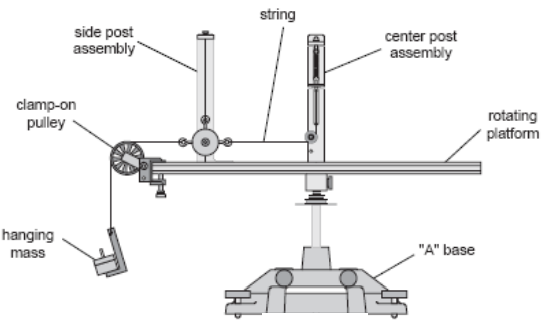 string
side post
assembly
center post
assembly
clamp-on
pulley
rotating
platform
hanging
mass
"A" base